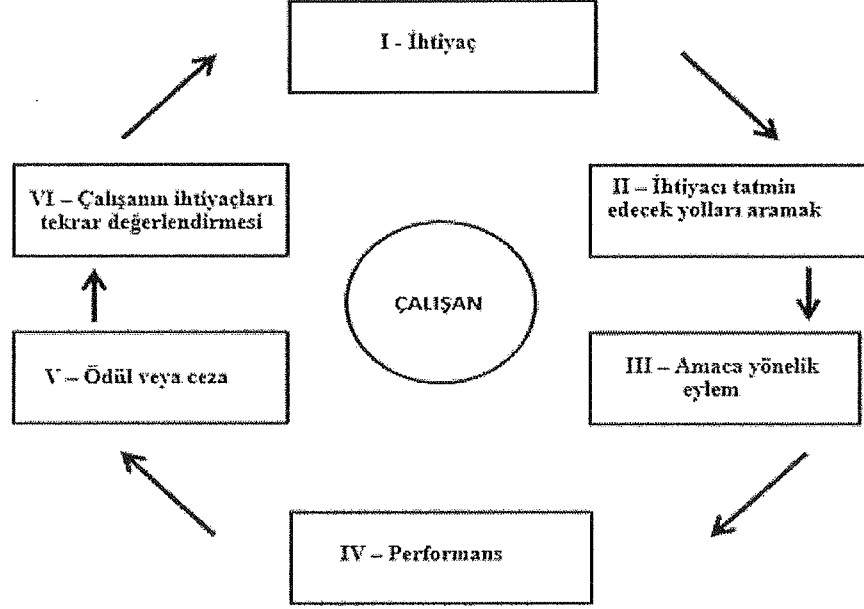 I - İhtiyaç
II – İhtiyacı tatmin
edecek yolları aramak
III – Amaca yönelik
eylem
IV – Performans
V – Ödül veya ceza
VI – Çalışanın ihtiyaçları
tekrar değerlendirmesi
ÇALIŞAN